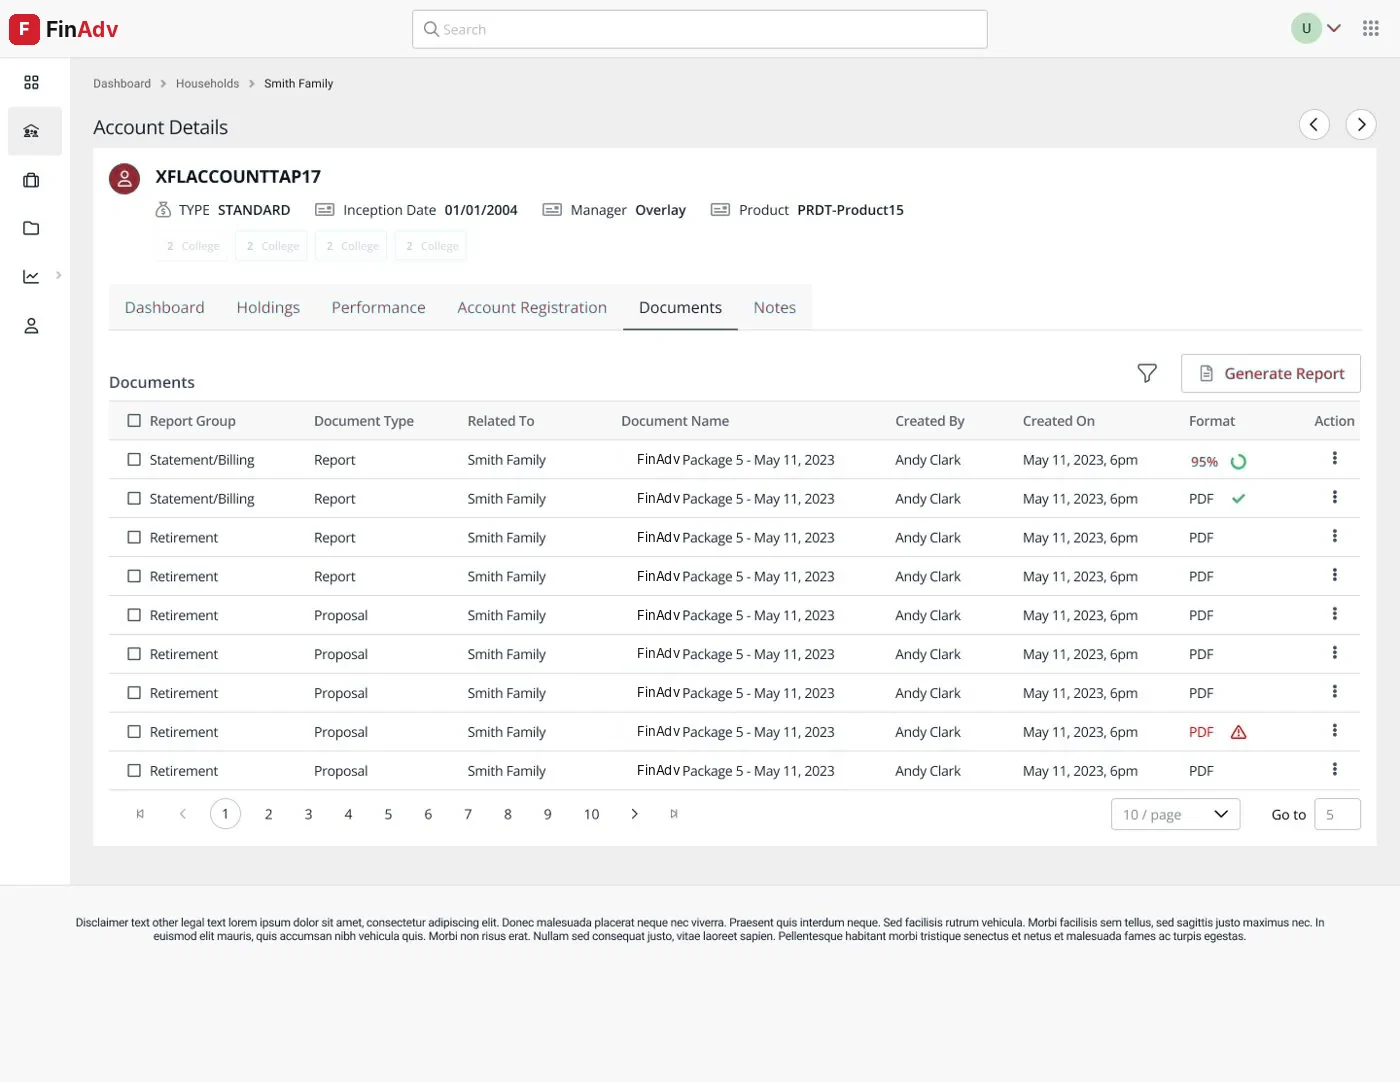 F FinAdv
Search
U
Dashboard > Households > Smith Family
Account Details
XFLACCOUNTTAP17
TYPE STANDARD Inception Date 01/01/2004 Manager Overlay Product PRDT-Product15
2 College 2 College 2 College 2 College
Dashboard Holdings Performance Account Registration Documents Notes
Documents
Generate Report
Report Group Document Type Related To Document Name Created By Created On Format Action
Statement/Billing Report Smith Family FinAdv Package 5 - May 11, 2023 Andy Clark May 11, 2023, 6pm 95%
Statement/Billing Report Smith Family FinAdv Package 5 - May 11, 2023 Andy Clark May 11, 2023, 6pm PDF
Retirement Report Smith Family FinAdv Package 5 - May 11, 2023 Andy Clark May 11, 2023, 6pm PDF
Retirement Report Smith Family FinAdv Package 5 - May 11, 2023 Andy Clark May 11, 2023, 6pm PDF
Retirement Proposal Smith Family FinAdv Package 5 - May 11, 2023 Andy Clark May 11, 2023, 6pm PDF
Retirement Proposal Smith Family FinAdv Package 5 - May 11, 2023 Andy Clark May 11, 2023, 6pm PDF
Retirement Proposal Smith Family FinAdv Package 5 - May 11, 2023 Andy Clark May 11, 2023, 6pm PDF
Retirement Proposal Smith Family FinAdv Package 5 - May 11, 2023 Andy Clark May 11, 2023, 6pm PDF
Retirement Proposal Smith Family FinAdv Package 5 - May 11, 2023 Andy Clark May 11, 2023, 6pm PDF
1 2 3 4 5 6 7 8 9 10 10 / page Go to 5
Disclaimer text other legal text lorem ipsum dolor sit amet, consectetur adipiscing elit. Donec malesuada placerat neque nec viverra. Praesent quis interdum neque. Sed facilisis rutrum vehicula. Morbi facilisis sem tellus, sed sagittis justo maximus nec. In
euismod elit mauris, quis accumsan nibh vehicula quis. Morbi non risus erat. Nullam sed consequat justo, vitae laoreet sapien. Pellentesque habitant morbi tristique senectus et netus et malesuada fames ac turpis egestas.